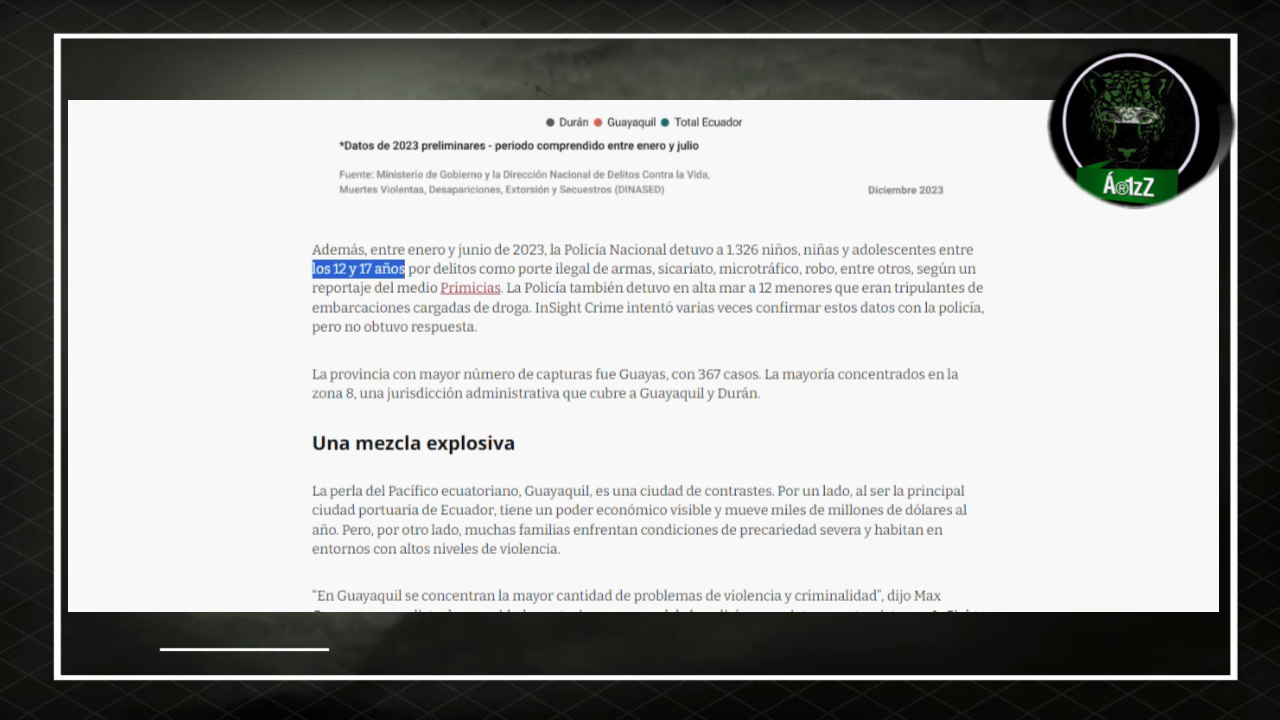 Durán Guayaquil Total Ecuador
*Datos de 2023 preliminares - periodo comprendido entre enero y julio
Fuente: Ministerio de Gobierno y la Dirección Nacional de Delitos Contra la Vida,
Muertes Violentas, Desapariciones, Extorsión y Secuestros (DINASED)
Diciembre 2023
Á®1zZ
Además, entre enero y junio de 2023, la Policía Nacional detuvo a 1.326 niños, niñas y adolescentes entre
los 12 y 17 años por delitos como porte ilegal de armas, sicariato, microtráfico, robo, entre otros, según un
reportaje del medio Primicias. La Policía también detuvo en alta mar a 12 menores que eran tripulantes de
embarcaciones cargadas de droga. InSight Crime intentó varias veces confirmar estos datos con la policía,
pero no obtuvo respuesta.
La provincia con mayor número de capturas fue Guayas, con 367 casos. La mayoría concentrados en la
zona 8, una jurisdicción administrativa que cubre a Guayaquil y Durán.
Una mezcla explosiva
La perla del Pacífico ecuatoriano, Guayaquil, es una ciudad de contrastes. Por un lado, al ser la principal
ciudad portuaria de Ecuador, tiene un poder económico visible y mueve miles de millones de dólares al
año. Pero, por otro lado, muchas familias enfrentan condiciones de precariedad severa y habitan en
entornos con altos niveles de violencia.
“En Guayaquil se concentran la mayor cantidad de problemas de violencia y criminalidad”, dijo Max